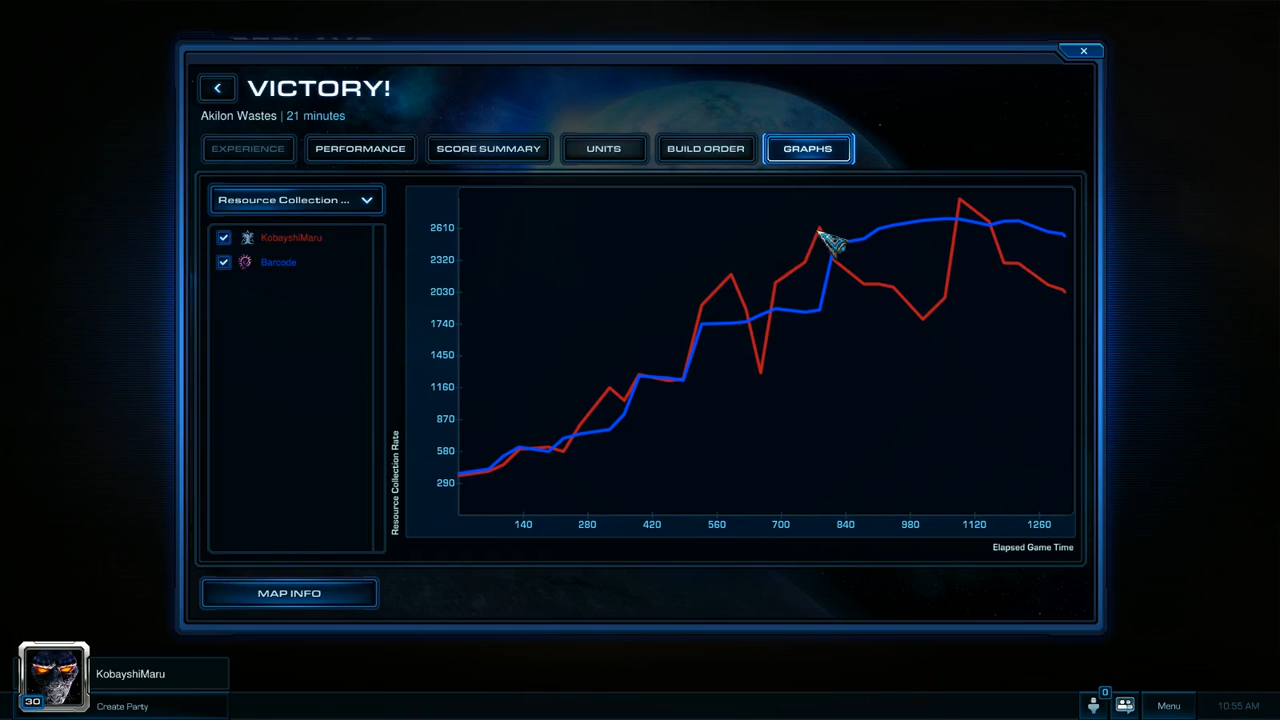 VICTORY!
Akilon Wastes | 21 minutes
EXPERIENCE
PERFORMANCE
SCORE SUMMARY
UNITS
BUILD ORDER
GRAPHS
Resource Collection ...
KobayshiMaru
Barcode
2610
2320
2030
1740
1450
1160
870
580
290
Resource Collection Rate
140 280 420 560 700 840 980 1120 1260
Elapsed Game Time
MAP INFO
KobayshiMaru
30
Create Party
0
Menu
10:55 AM